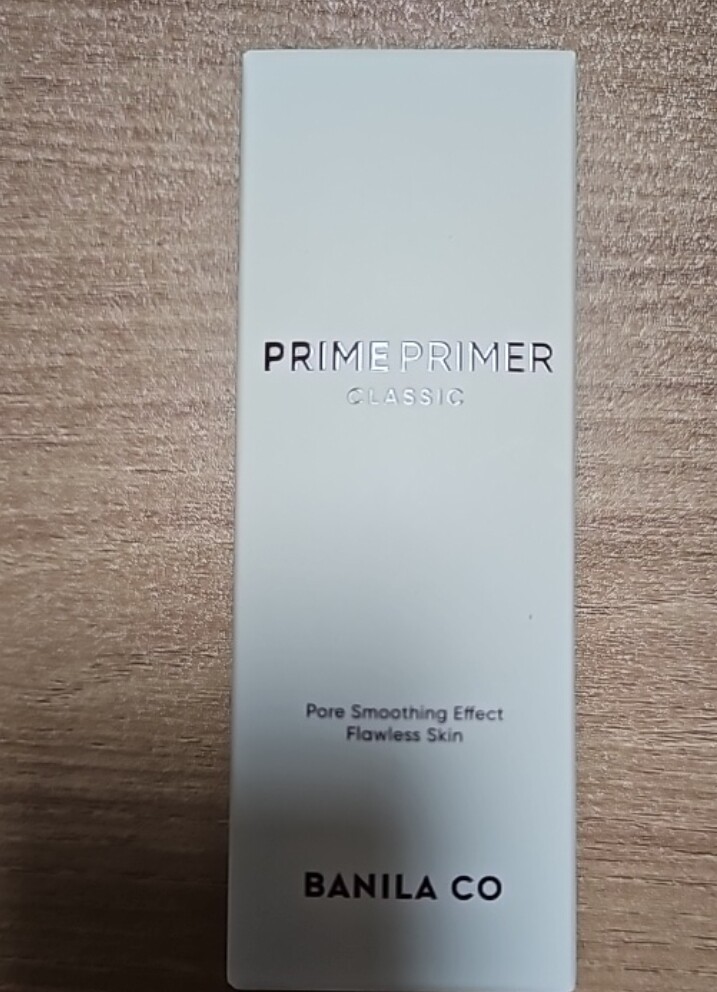 PRIME PRIMER
CLASSIC
Pore Smoothing Effect
Flawless Skin
BANILA CO